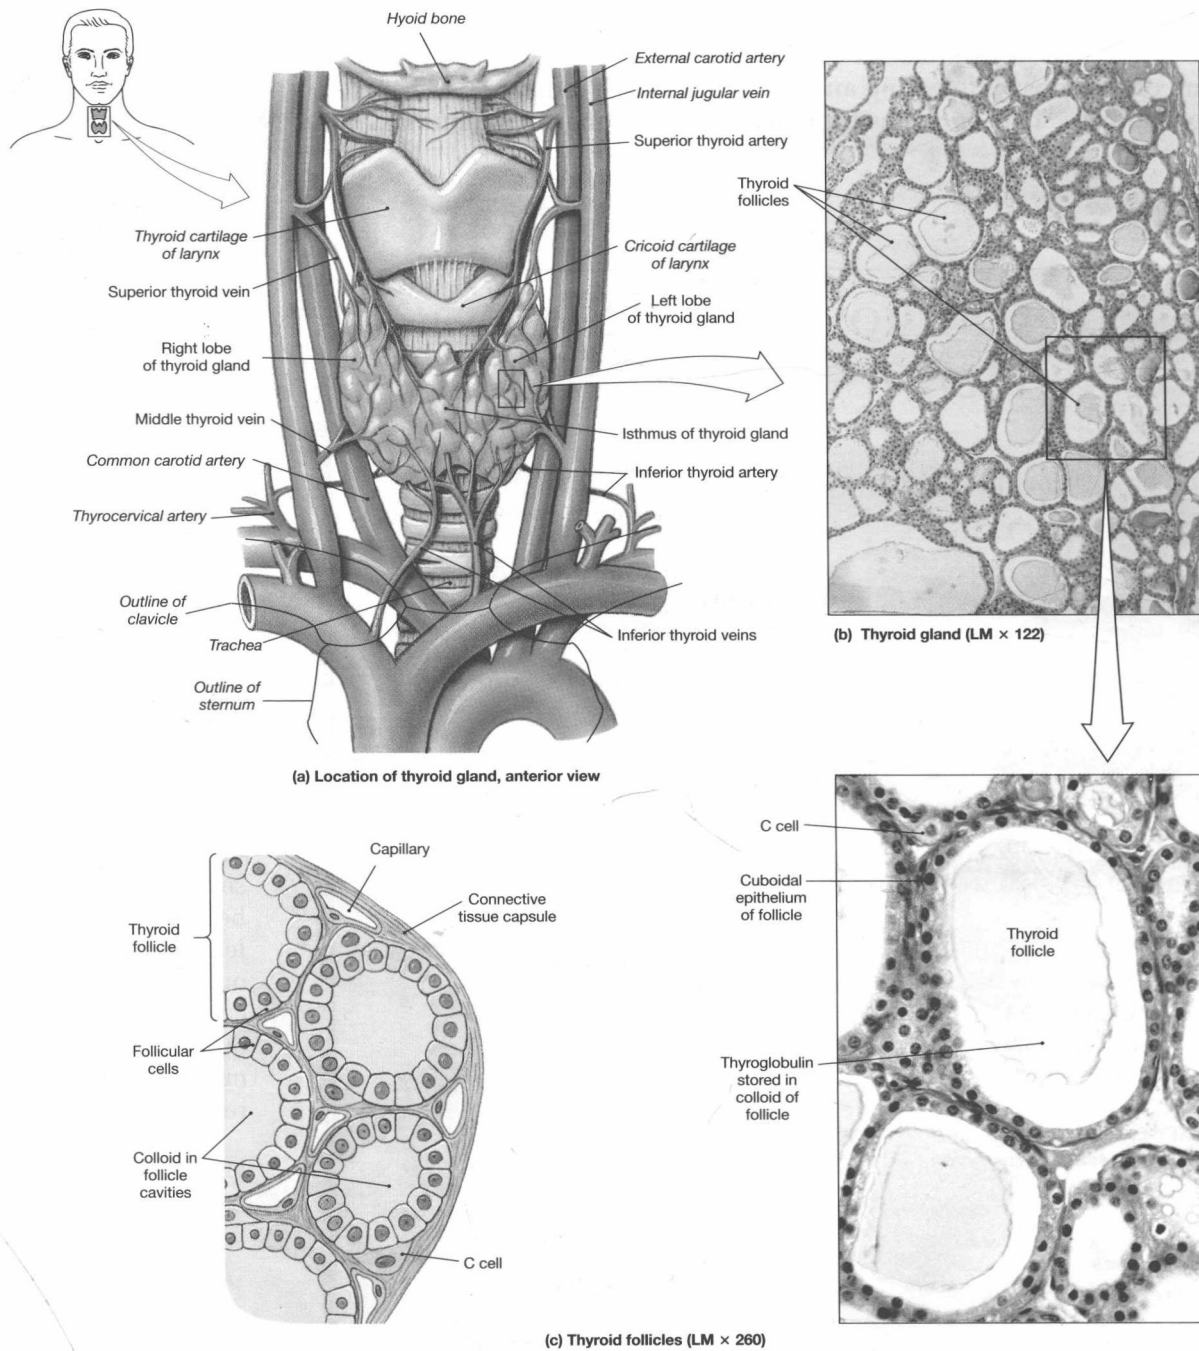 Hyoid bone
External carotid artery
Internal jugular vein
Superior thyroid artery
Thyroid
follicles
Thyroid cartilage
of larynx
Cricoid cartilage
of larynx
Superior thyroid vein
Left lobe
of thyroid gland
Right lobe
of thyroid gland
Middle thyroid vein
Isthmus of thyroid gland
Common carotid artery
Inferior thyroid artery
Thyrocervical artery
Outline of
clavicle
Trachea
Inferior thyroid veins
Outline of
sternum
(b) Thyroid gland (LM × 122)
(a) Location of thyroid gland, anterior view
Capillary
Connective
tissue capsule
Thyroid
follicle
Follicular
cells
Colloid in
follicle
cavities
C cell
C cell
Cuboidal
epithelium
of follicle
Thyroid
follicle
Thyroglobulin
stored in
colloid of
follicle
(c) Thyroid follicles (LM × 260)